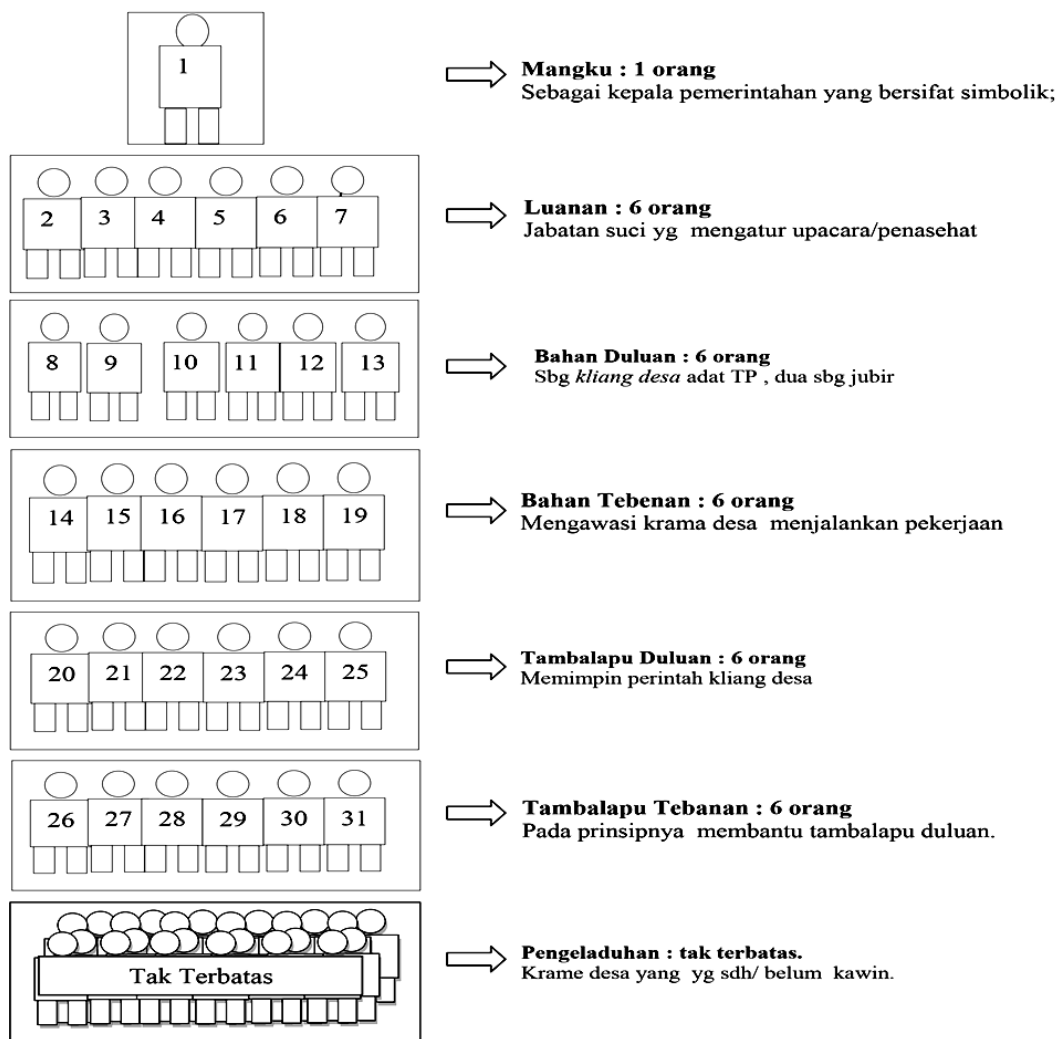 1
Mangku : 1 orang
Sebagai kepala pemerintahan yang bersifat simbolik;
2 3 4 5 6 7
Luanan : 6 orang
Jabatan suci yg mengatur upacara/penasehat
8 9 10 11 12 13
Bahan Duluan : 6 orang
Sbg kliang desa adat TP , dua sbg jubir
14 15 16 17 18 19
Bahan Tebenan : 6 orang
Mengawasi krama desa menjalankan pekerjaan
20 21 22 23 24 25
Tambalapu Duluan : 6 orang
Memimpin perintah kliang desa
26 27 28 29 30 31
Tambalapu Tebanan : 6 orang
Pada prinsipnya membantu tambalapu duluan.
Tak Terbatas
Pengeladuhan : tak terbatas.
Krame desa yang yg sdh/ belum kawin.